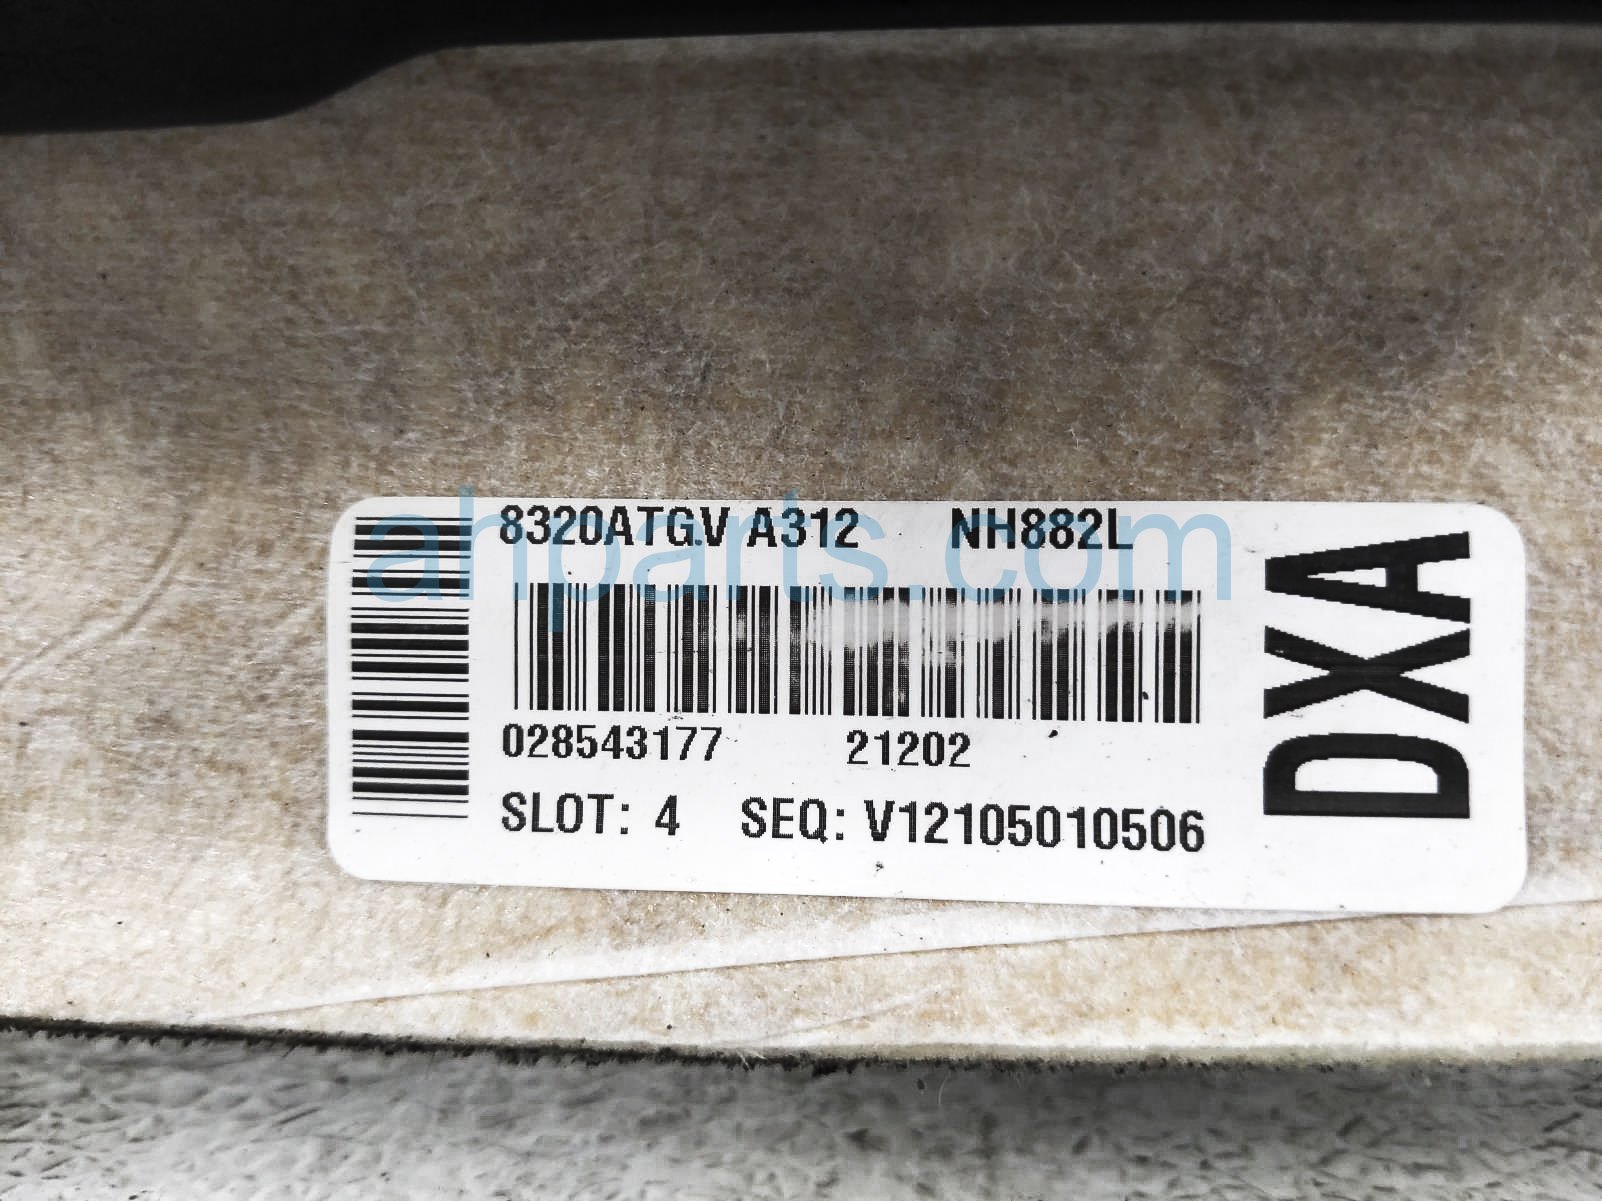 8320ATGV A312 NH882L
028543177 21202
SLOT: 4 SEQ: V12105010506
DXA
ahparts.com